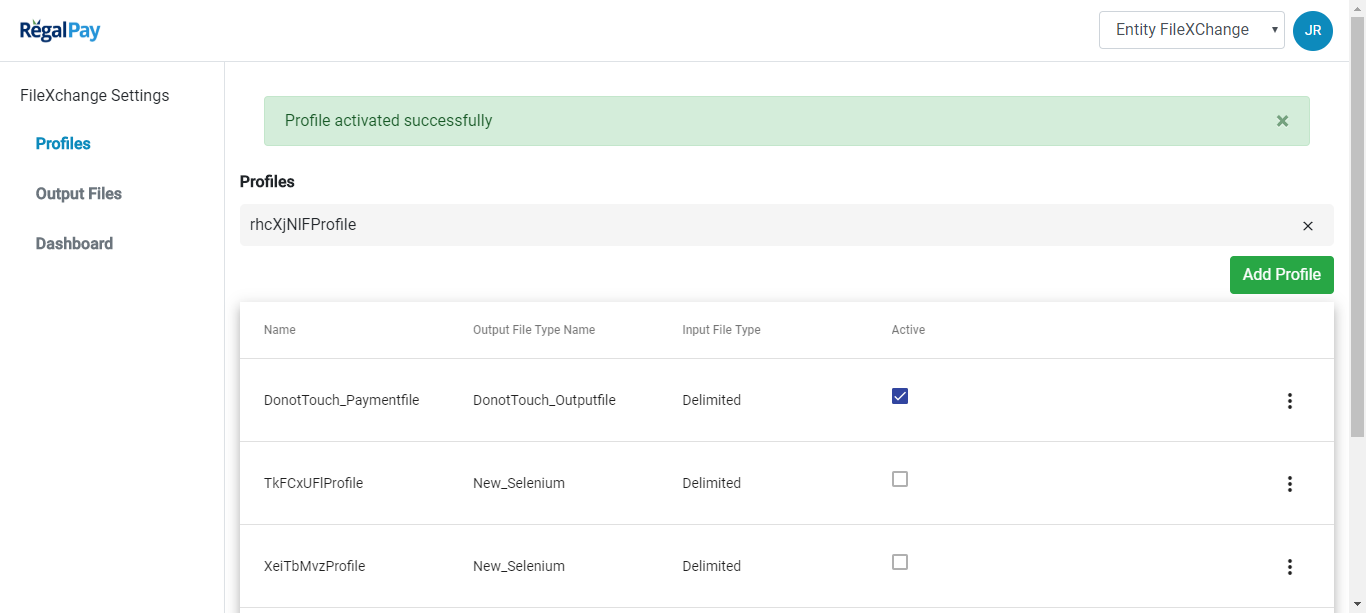 RegalPay
Entity FileXChange
JR
FileXchange Settings
Profiles
Output Files
Dashboard
Profile activated successfully
×
Profiles
rhcXjNlFProfile
×
Add Profile
Name Output File Type Name Input File Type Active
DonotTouch_Paymentfile DonotTouch_Outputfile Delimited
TkFCxUFlProfile New_Selenium Delimited
XeiTbMvzProfile New_Selenium Delimited